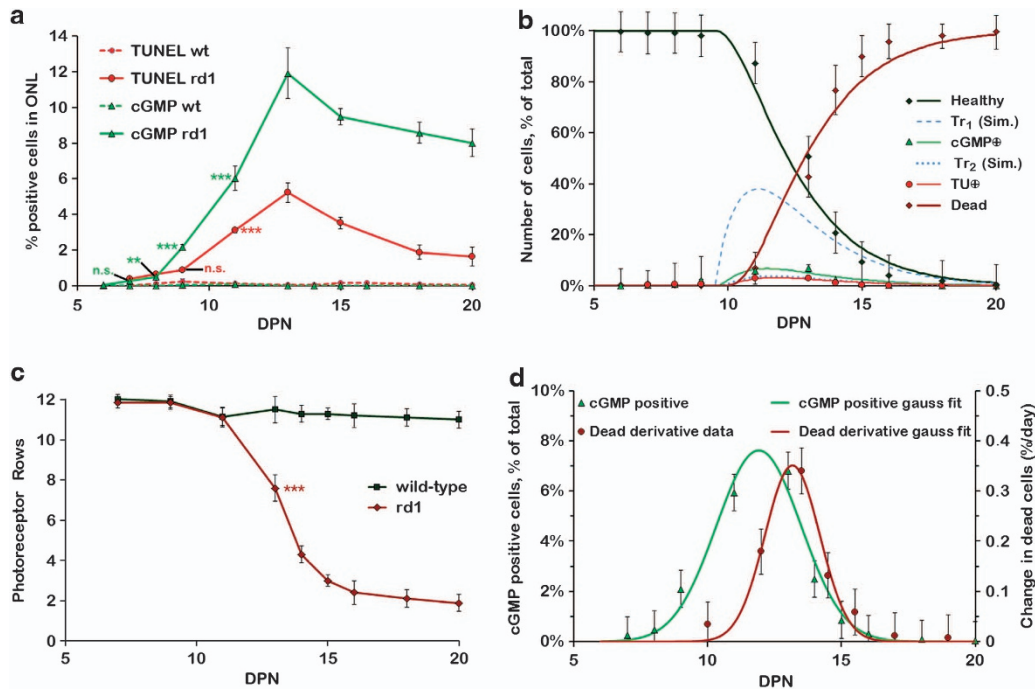 a
% positive cells in ONL
14
12
10
8
6
4
2
0
TUNEL wt
TUNEL rd1
cGMP wt
cGMP rd1
n.s.
**
***
***
***
n.s.
5 10 15 20
DPN
b
Number of cells, % of total
100%
80%
60%
40%
20%
0%
Healthy
Tr1 (Sim.)
cGMP⊕
Tr2 (Sim.)
TU⊕
Dead
5 10 15 20
DPN
c
Photoreceptor Rows
14
12
10
8
6
4
2
0
wild-type
rd1
***
5 10 15 20
DPN
d
cGMP positive cells, % of total
10%
8%
6%
4%
2%
0%
cGMP positive
cGMP positive gauss fit
Dead derivative data
Dead derivative gauss fit
0.5
0.4
0.3
0.2
0.1
0
Change in dead cells (%/day)
5 10 15 20
DPN